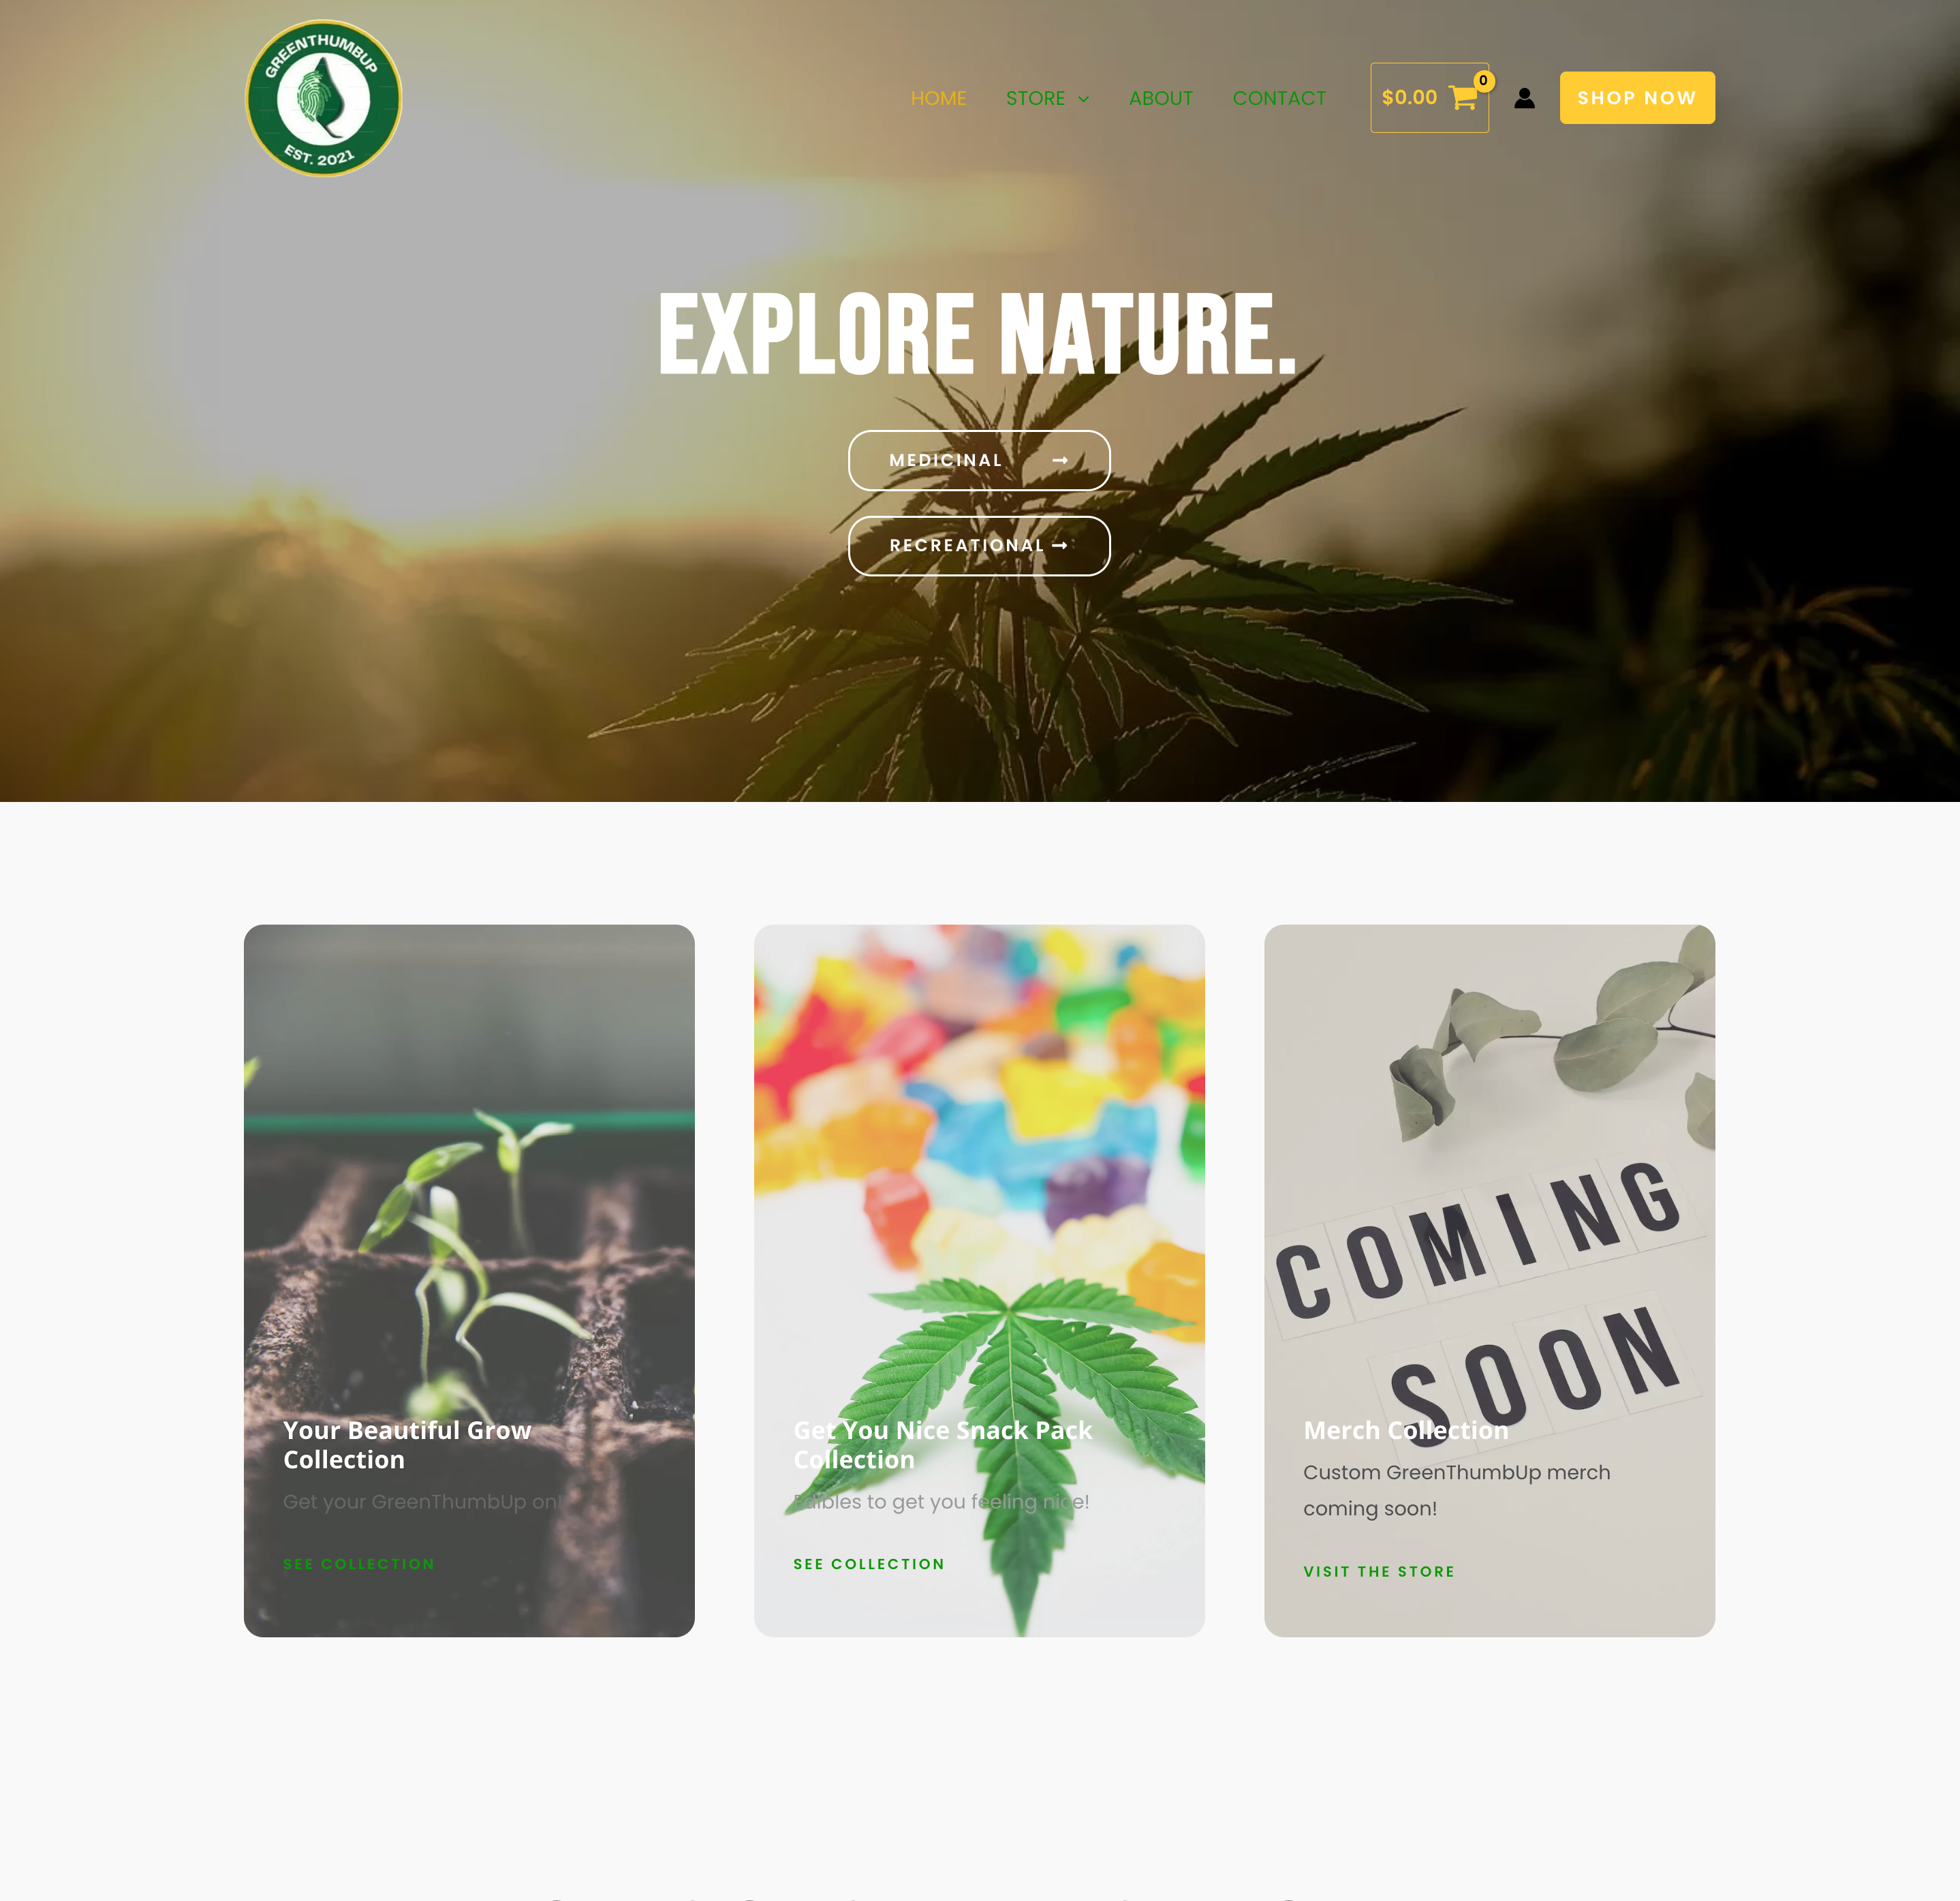 GREENTHUMBUP
EST. 2021
HOME STORE ABOUT CONTACT $0.00 0 SHOP NOW
EXPLORE NATURE.
MEDICINAL
RECREATIONAL
Your Beautiful Grow
Collection
Get your GreenThumbUp on!
SEE COLLECTION
Get You Nice Snack Pack
Collection
Edibles to get you feeling nice!
SEE COLLECTION
COMING
SOON
Merch Collection
Custom GreenThumbUp merch
coming soon!
VISIT THE STORE